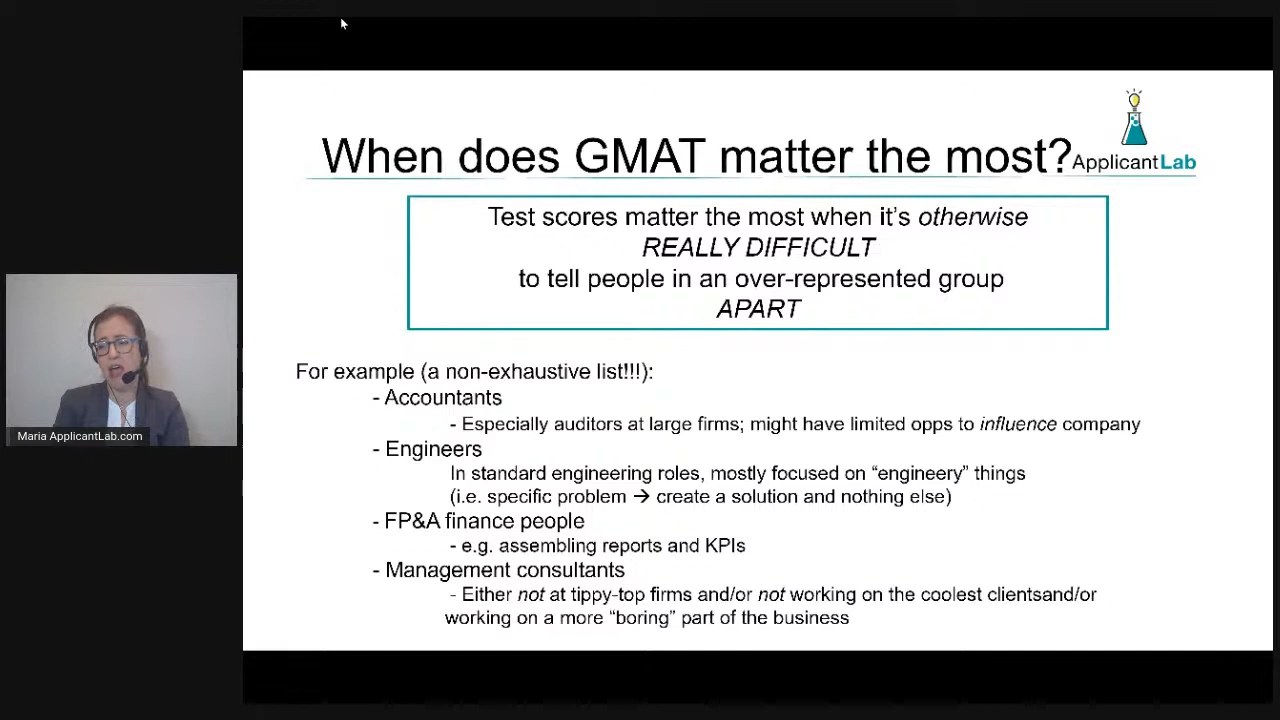 When does GMAT matter the most?
ApplicantLab
Test scores matter the most when it's otherwise
REALLY DIFFICULT
to tell people in an over-represented group
APART
For example (a non-exhaustive list!!!):
- Accountants
- Especially auditors at large firms; might have limited opps to influence company
- Engineers
In standard engineering roles, mostly focused on “engineery” things
(i.e. specific problem → create a solution and nothing else)
- FP&A finance people
- e.g. assembling reports and KPIs
- Management consultants
- Either not at tippy-top firms and/or not working on the coolest clientsand/or
working on a more “boring” part of the business
Maria ApplicantLab.com